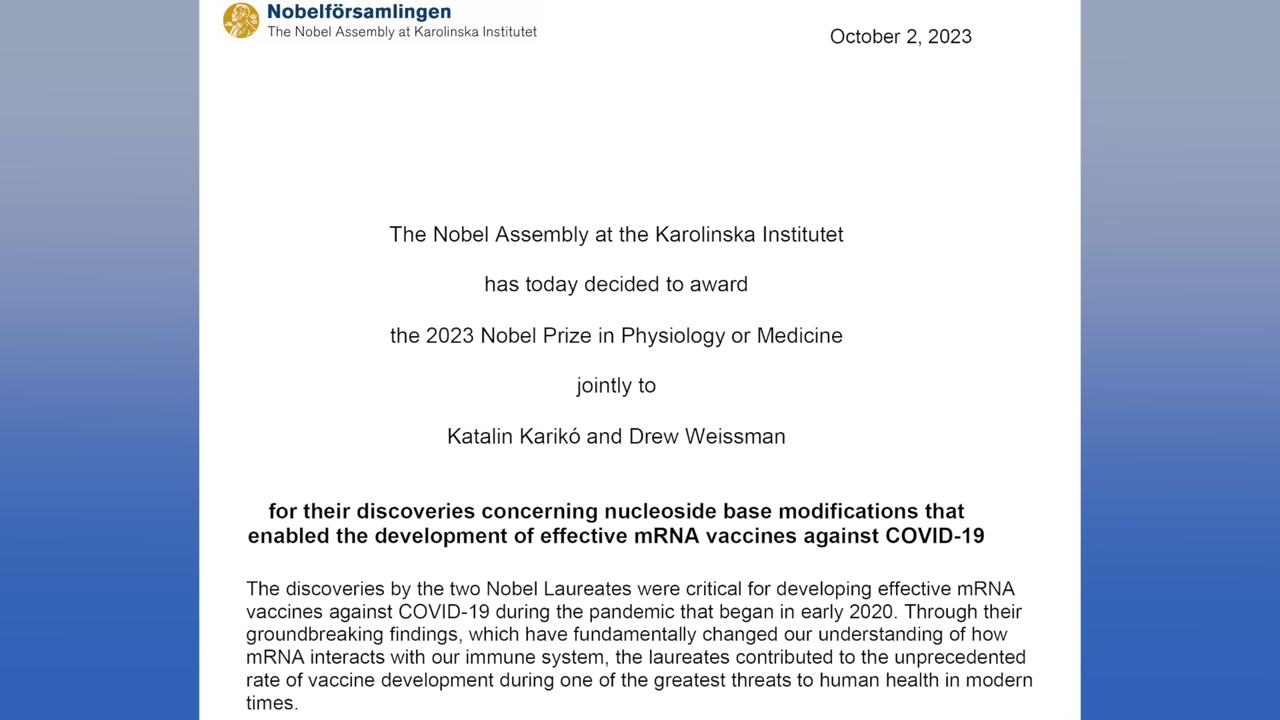 Nobelförsamlingen
The Nobel Assembly at Karolinska Institutet
October 2, 2023
The Nobel Assembly at the Karolinska Institutet
has today decided to award
the 2023 Nobel Prize in Physiology or Medicine
jointly to
Katalin Karikó and Drew Weissman
for their discoveries concerning nucleoside base modifications that
enabled the development of effective mRNA vaccines against COVID-19
The discoveries by the two Nobel Laureates were critical for developing effective mRNA
vaccines against COVID-19 during the pandemic that began in early 2020. Through their
groundbreaking findings, which have fundamentally changed our understanding of how
mRNA interacts with our immune system, the laureates contributed to the unprecedented
rate of vaccine development during one of the greatest threats to human health in modern
times.